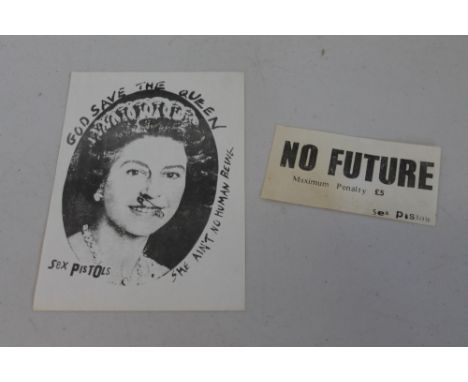 GOD SAVE THE QUEEN
SHE AIN'T NO HUMAN BEING
Sex PISTOLS
NO FUTURE
Maximum Penalty £5
Sex PISTOLS